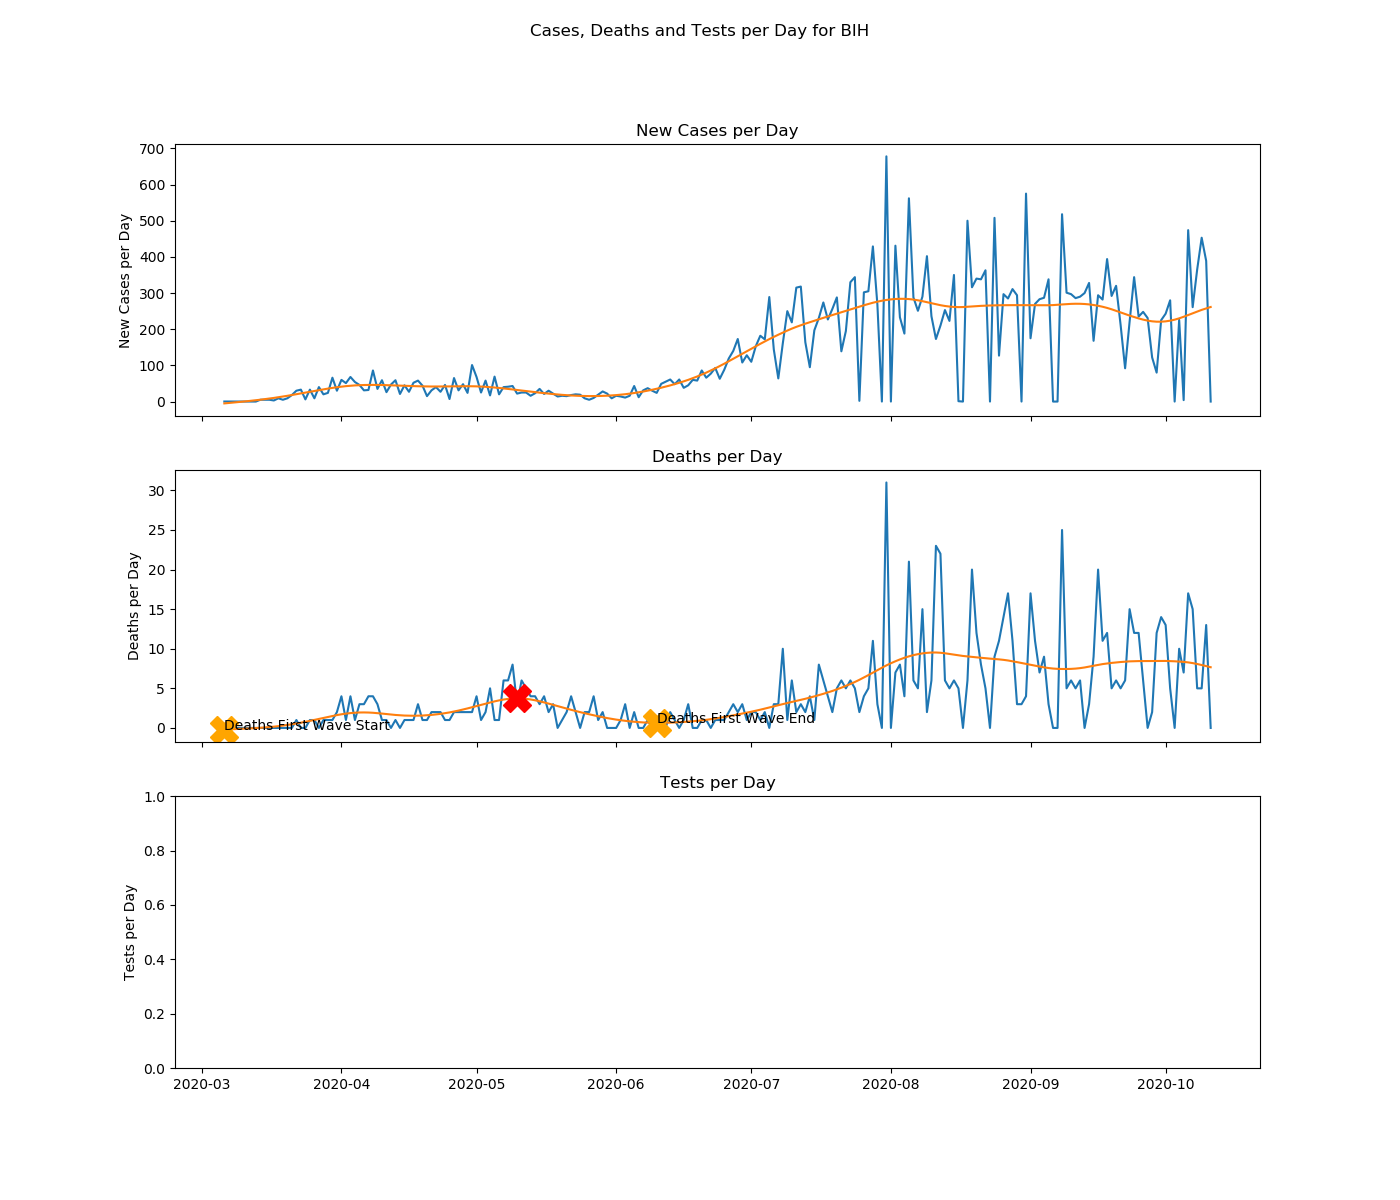 Cases, Deaths and Tests per Day for BIH
New Cases per Day
New Cases per Day
700
600
500
400
300
200
100
0
Deaths per Day
Deaths per Day
30
25
20
15
10
5
0
Deaths First Wave Start
Deaths First Wave End
Tests per Day
Tests per Day
1.0
0.8
0.6
0.4
0.2
0.0
2020-03 2020-04 2020-05 2020-06 2020-07 2020-08 2020-09 2020-10